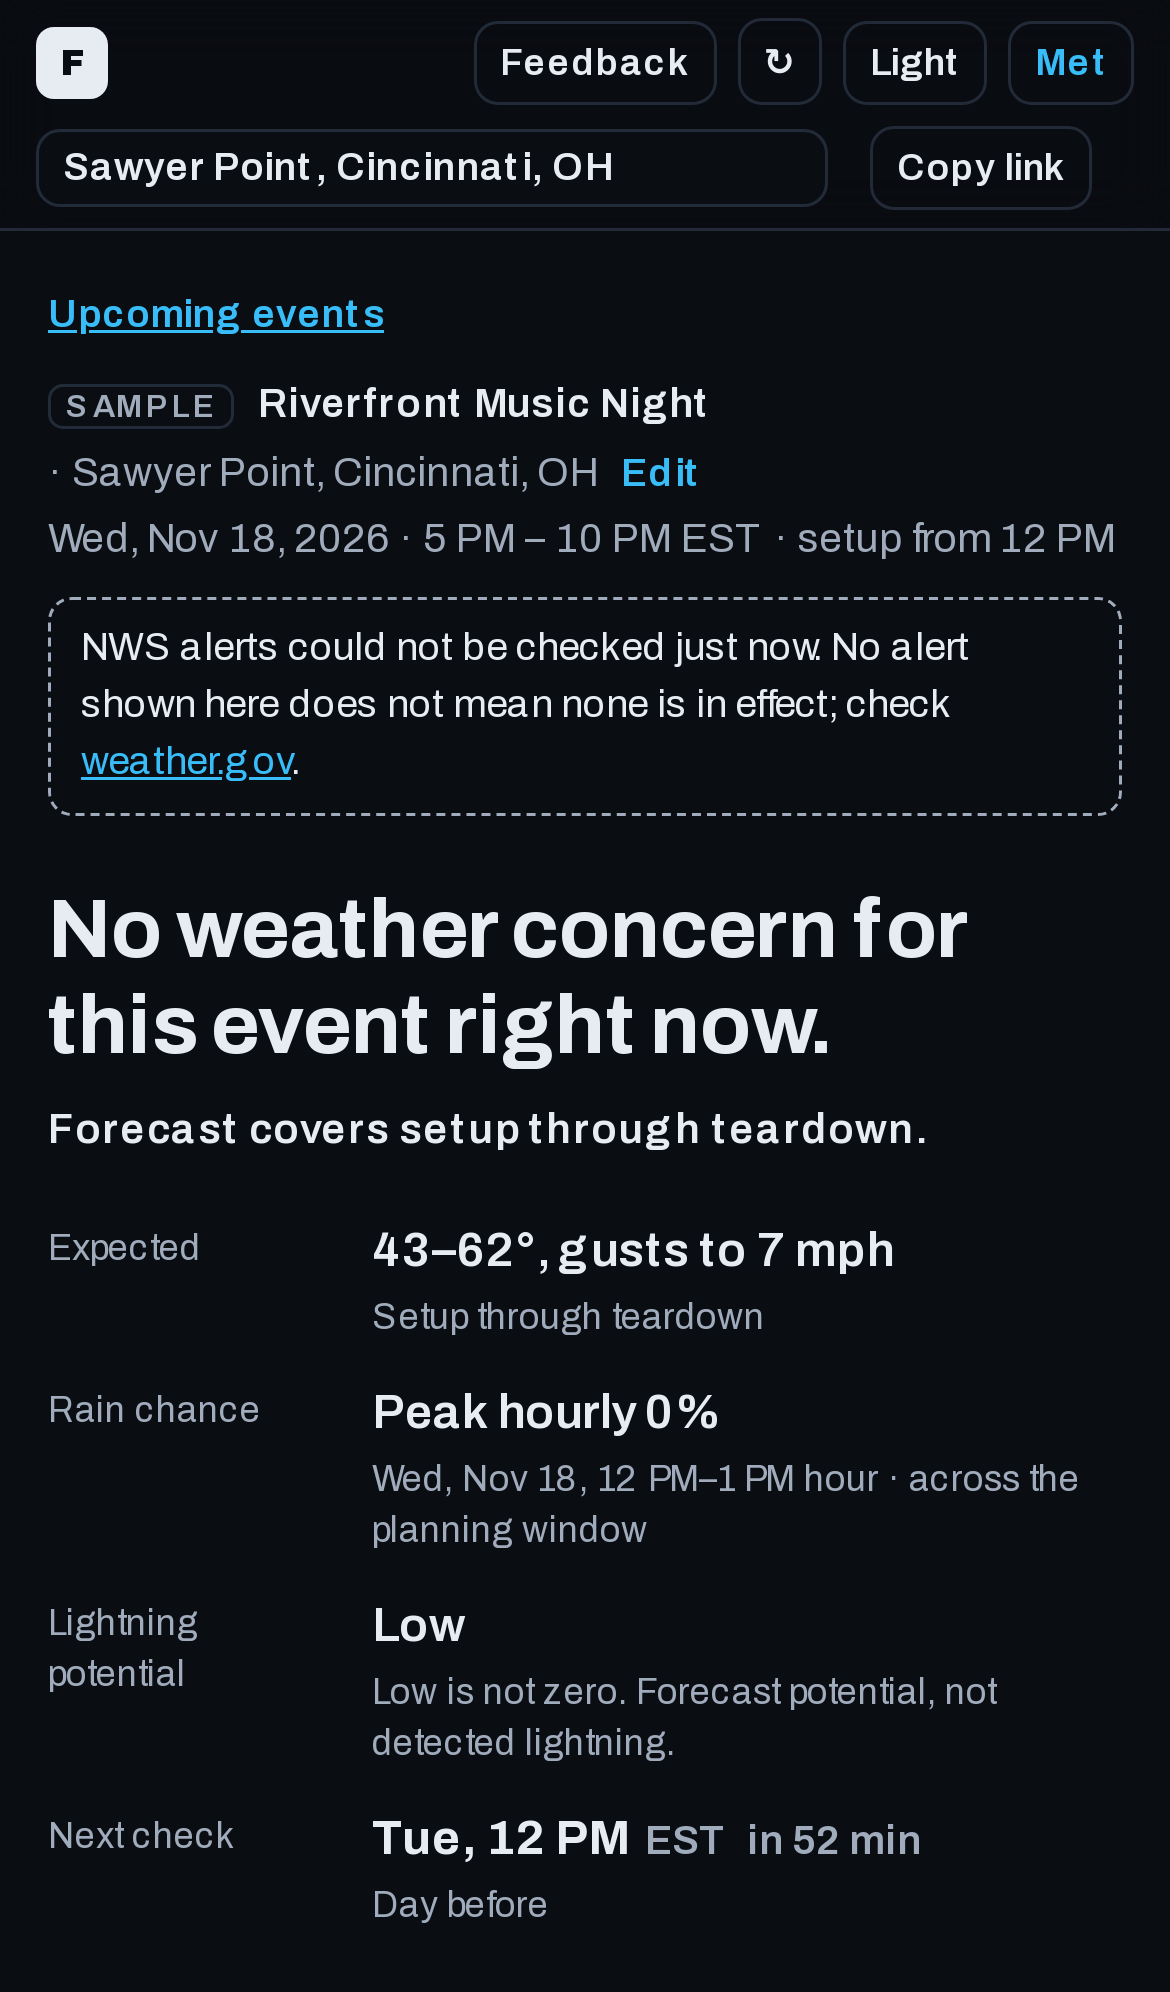 F
Feedback
↻
Light
Met
Sawyer Point, Cincinnati, OH
Copy link
Upcoming events
SAMPLE Riverfront Music Night
· Sawyer Point, Cincinnati, OH Edit
Wed, Nov 18, 2026 · 5 PM – 10 PM EST · setup from 12 PM
NWS alerts could not be checked just now. No alert
shown here does not mean none is in effect; check
weather.gov.
No weather concern for
this event right now.
Forecast covers setup through teardown.
Expected
43–62°, gusts to 7 mph
Setup through teardown
Rain chance
Peak hourly 0%
Wed, Nov 18, 12 PM–1 PM hour · across the
planning window
Lightning
potential
Low
Low is not zero. Forecast potential, not
detected lightning.
Next check
Tue, 12 PM EST in 52 min
Day before